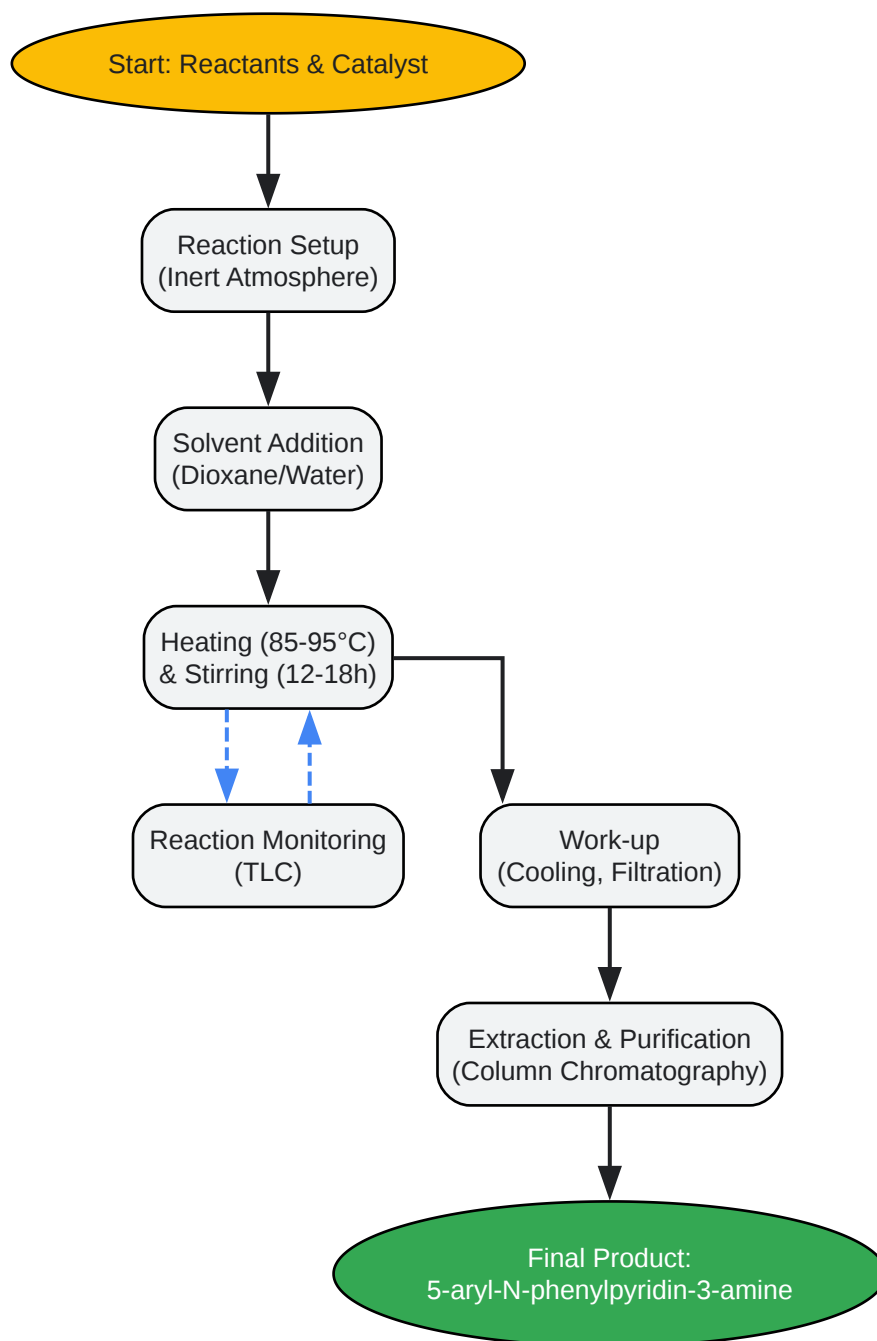 Start: Reactants & Catalyst
Reaction Setup
(Inert Atmosphere)
Solvent Addition
(Dioxane/Water)
Heating (85-95°C)
& Stirring (12-18h)
Reaction Monitoring
(TLC)
Work-up
(Cooling, Filtration)
Extraction & Purification
(Column Chromatography)
Final Product:
5-aryl-N-phenylpyridin-3-amine